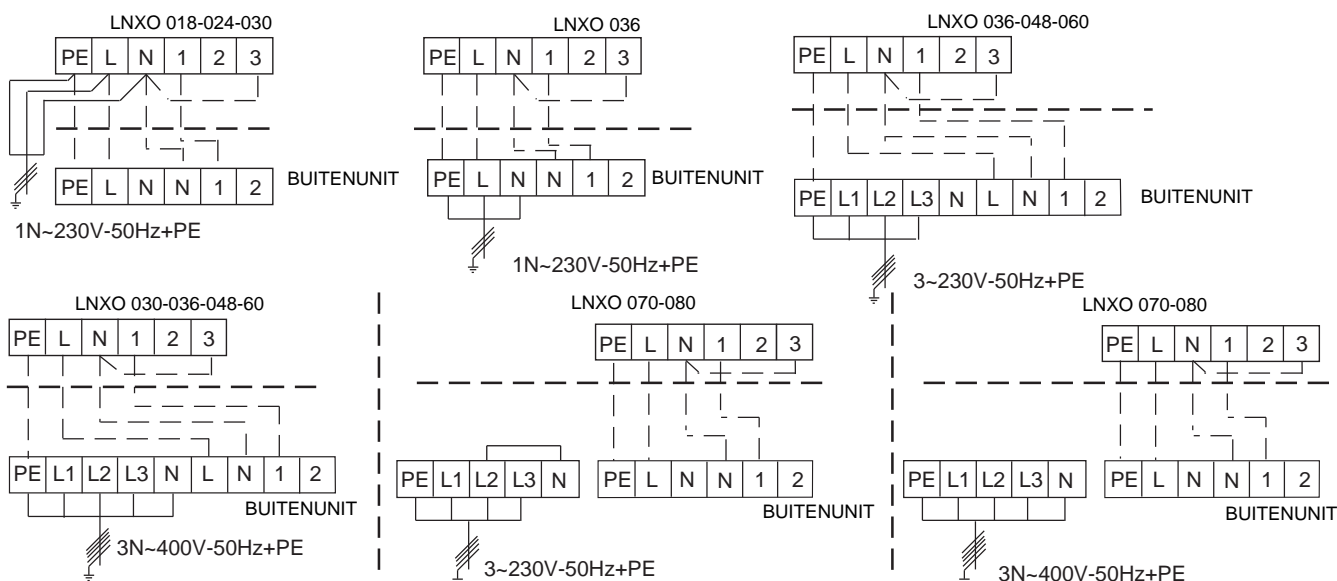 LNXO 018-024-030
PE L N 1 2 3
PE L N N 1 2
BUITENUNIT
1N~230V-50Hz+PE
LNXO 036
PE L N 1 2 3
PE L N N 1 2
BUITENUNIT
1N~230V-50Hz+PE
LNXO 036-048-060
PE L N 1 2 3
PE L1 L2 L3 N L N 1 2
BUITENUNIT
3~230V-50Hz+PE
LNXO 030-036-048-60
PE L N 1 2 3
PE L1 L2 L3 N L N 1 2
BUITENUNIT
3N~400V-50Hz+PE
LNXO 070-080
PE L N 1 2 3
PE L1 L2 L3 N
PE L N N 1 2
BUITENUNIT
3~230V-50Hz+PE
LNXO 070-080
PE L N 1 2 3
PE L1 L2 L3 N
PE L N N 1 2
BUITENUNIT
3N~400V-50Hz+PE